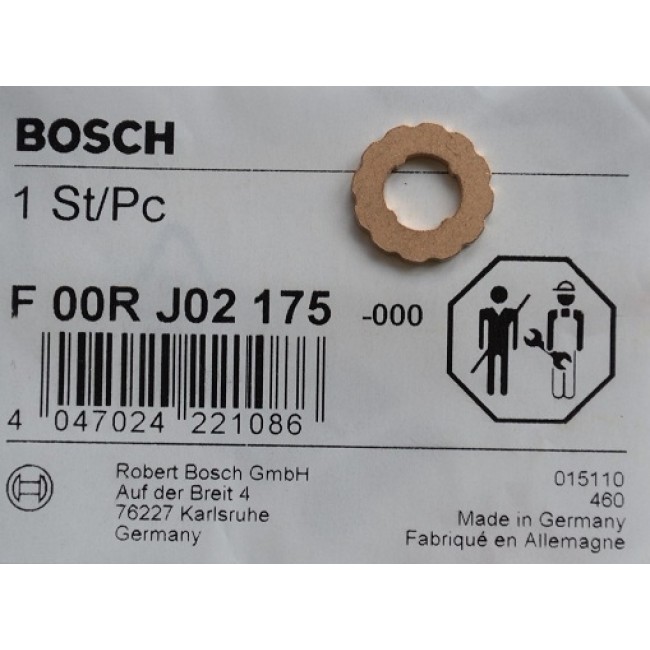 BOSCH
1 St/Pc
F 00R J02 175 -000
4 047024 221086
Robert Bosch GmbH
Auf der Breit 4
76227 Karlsruhe
Germany
015110
460
Made in Germany
Fabriqué en Allemagne